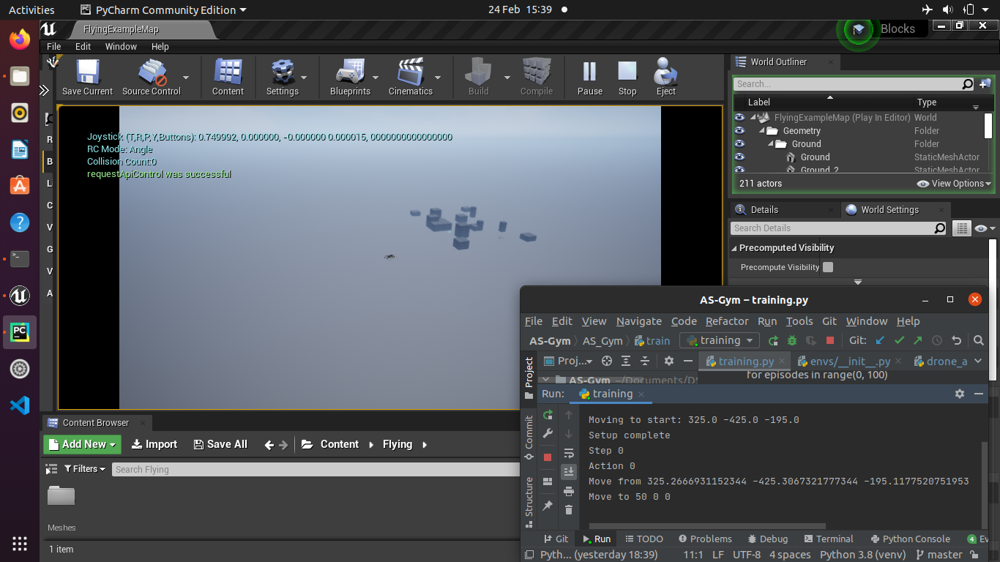 Activities PyCharm Community Edition 24 Feb 15:39
FlyingExampleMap Blocks
File Edit Window Help
Save Current Source Control Content Settings Blueprints Cinematics Build Compile Pause Stop Eject
Joystick (T,R,P,Y,Buttons): 0.749992, 0.000000, -0.000000 0.000015, 0000000000000000
RC Mode: Angle
Collision Count:0
requestApiControl was successful
R
B
Li
C
V
G
V
A
World Outliner
Search...
Label Type
FlyingExampleMap (Play In Editor) World
Geometry Folder
Ground Folder
Ground StaticMeshActor
Ground_2 StaticMeshActor
211 actors View Options
Details World Settings
Search Details
Precomputed Visibility
Precompute Visibility
Content Browser
Add New Import Save All Content Flying
Filters Search Flying
Meshes
1 item
AS-Gym – training.py
File Edit View Navigate Code Refactor Run Tools Git Window Help
AS-Gym AS_Gym train training Git:
Project Proj... training.py envs/__init__.py drone_a
AS-Gym ~/Documents/DS
for episodes in range(0, 100)
Run: training
Commit
Structure
Moving to start: 325.0 -425.0 -195.0
Setup complete
Step 0
Action 0
Move from 325.2666931152344 -425.3067321777344 -195.1177520751953
Move to 50 0 0
Git Run TODO Problems Debug Terminal Python Console 4 Ev
Pyth... (yesterday 18:39) 11:1 LF UTF-8 4 spaces Python 3.8 (venv) master